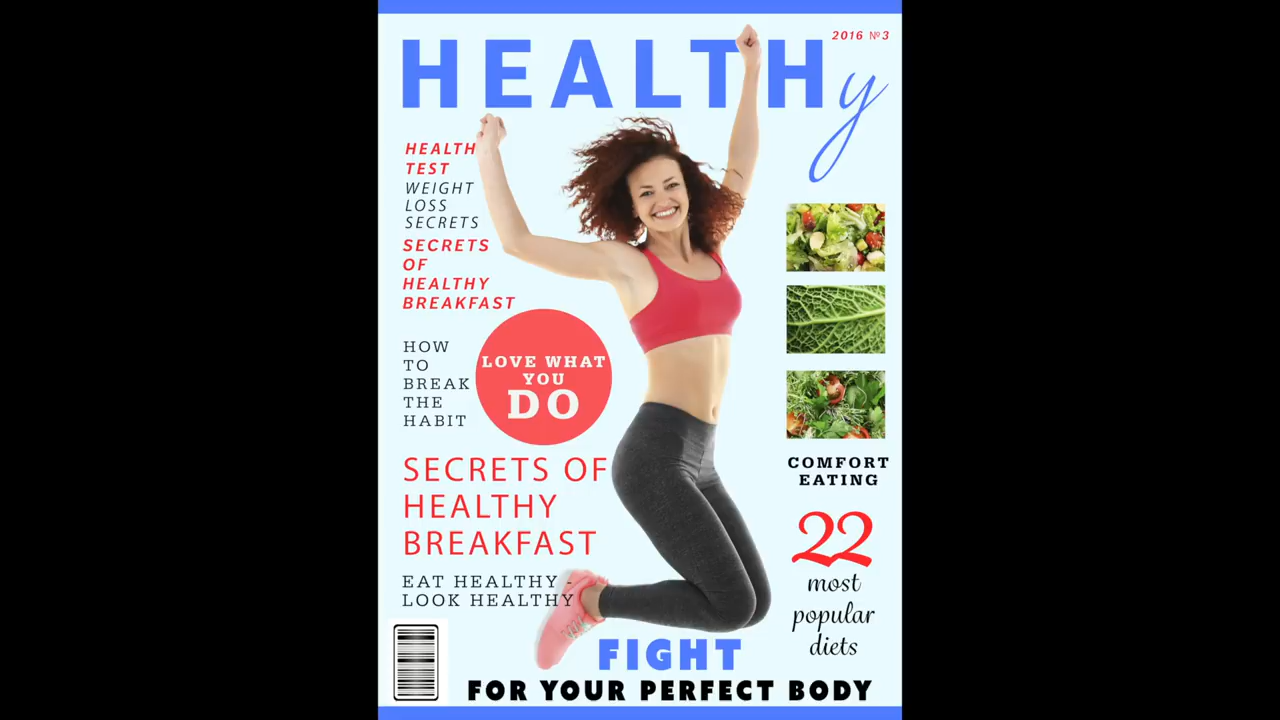 2016 №3
HEALTHy
HEALTH
TEST
WEIGHT
LOSS
SECRETS
SECRETS
OF
HEALTHY
BREAKFAST
HOW
TO
BREAK
THE
HABIT
LOVE WHAT
YOU
DO
SECRETS OF
HEALTHY
BREAKFAST
EAT HEALTHY -
LOOK HEALTHY
COMFORT
EATING
22
most
popular
diets
FIGHT
FOR YOUR PERFECT BODY